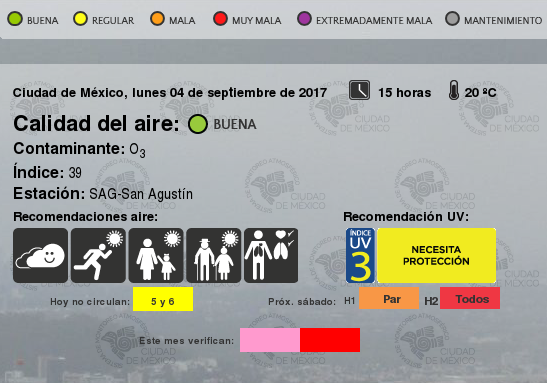 BUENA REGULAR MALA MUY MALA EXTREMADAMENTE MALA MANTENIMIENTO
Ciudad de México, lunes 04 de septiembre de 2017 15 horas 20 ºC
Calidad del aire: BUENA
Contaminante: O3
Índice: 39
Estación: SAG-San Agustín
Recomendaciones aire: Recomendación UV:
ÍNDICE
UV
3
NECESITA
PROTECCIÓN
Hoy no circulan: 5 y 6 Próx. sábado: H1 Par H2 Todos
Este mes verifican:
CIUDAD
DE MÉXICO